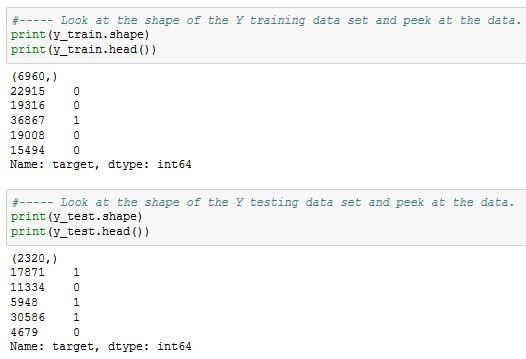 #----- Look at the shape of the Y training data set and peek at the data.
print(y_train.shape)
print(y_train.head())
(6960,)
22915    0
19316    0
36867    1
19008    0
15494    0
Name: target, dtype: int64
#----- Look at the shape of the Y testing data set and peek at the data.
print(y_test.shape)
print(y_test.head())
(2320,)
17871    1
11334    0
5948     1
30586    1
4679     0
Name: target, dtype: int64